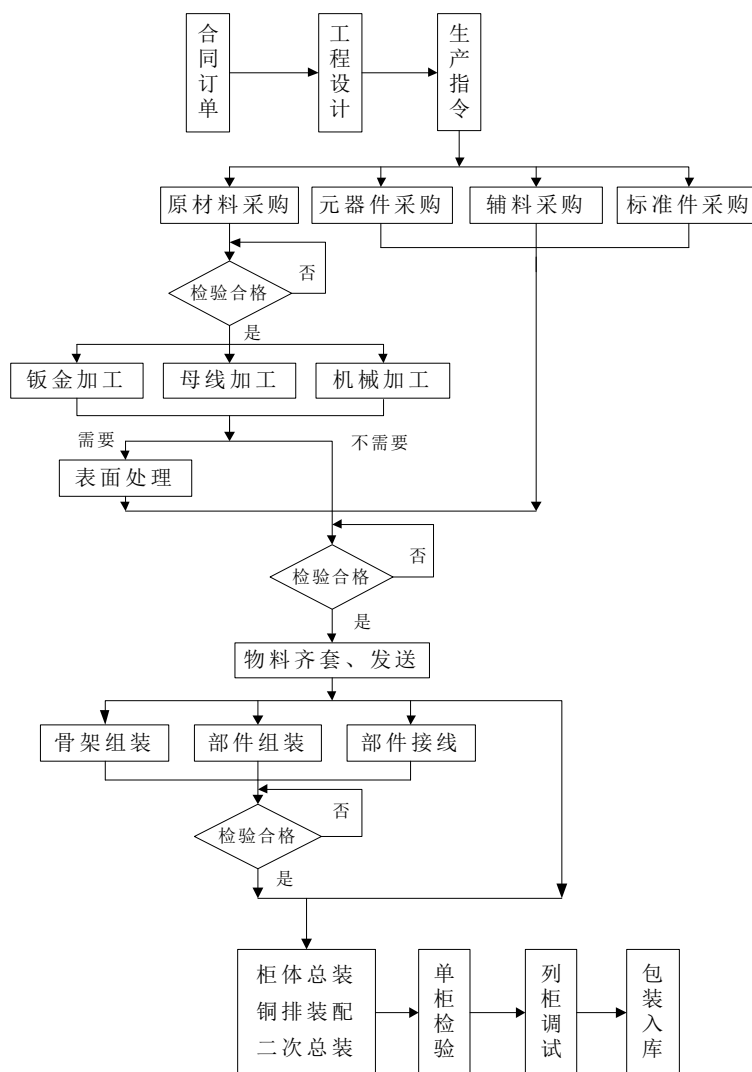 合同订单
工程设计
生产指令
原材料采购
元器件采购
辅料采购
标准件采购
否
检验合格
是
钣金加工
母线加工
机械加工
需要
不需要
表面处理
否
检验合格
是
物料齐套、发送
骨架组装
部件组装
部件接线
否
检验合格
是
柜体总装
铜排装配
二次总装
单柜检验
列柜调试
包装入库